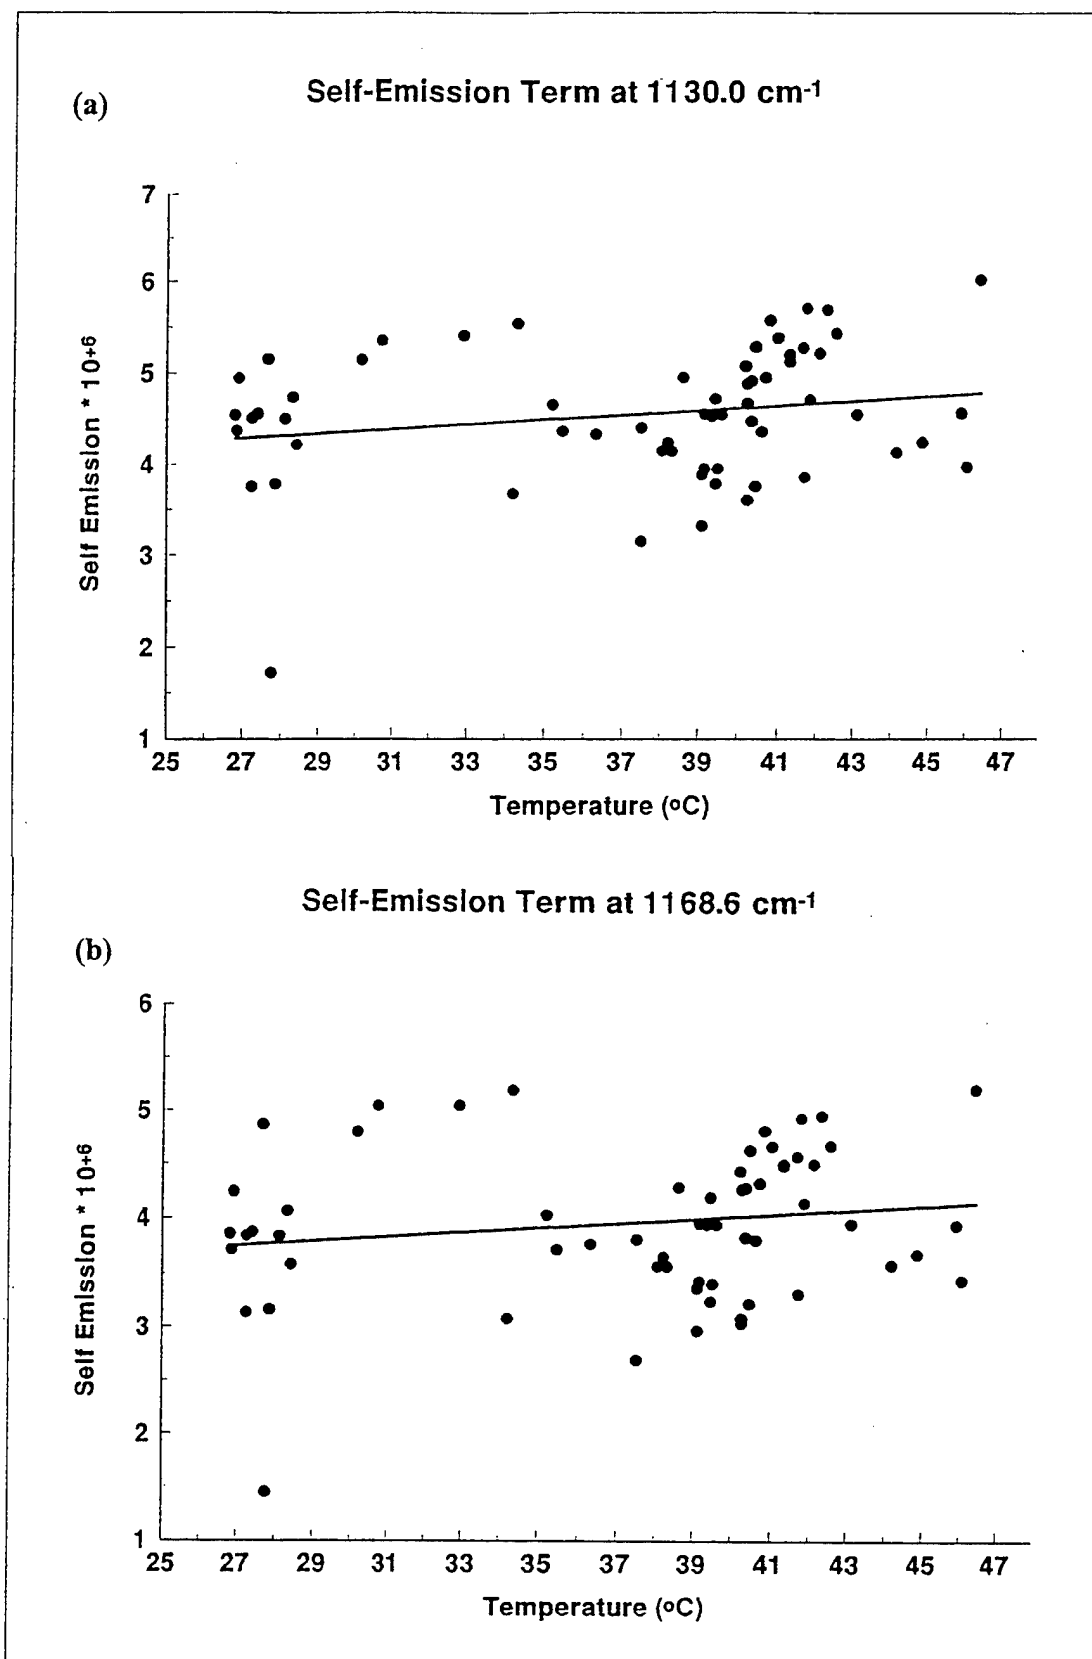 (a)
Self-Emission Term at 1130.0 cm-1
7
6
5
4
3
2
1
Self Emission * 10+6
25 27 29 31 33 35 37 39 41 43 45 47
Temperature (oC)
Self-Emission Term at 1168.6 cm-1
(b)
6
5
4
3
2
1
Self Emission * 10+6
25 27 29 31 33 35 37 39 41 43 45 47
Temperature (oC)